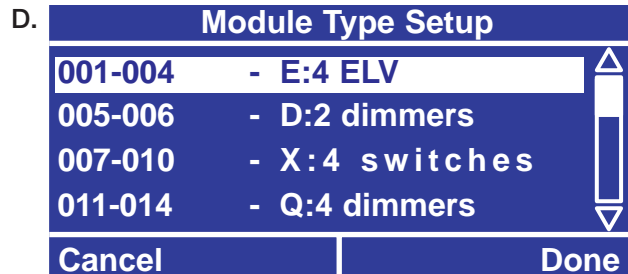 D. Module Type Setup
001-004 - E:4 ELV
005-006 - D:2 dimmers
007-010 - X:4 switches
011-014 - Q:4 dimmers
Cancel Done